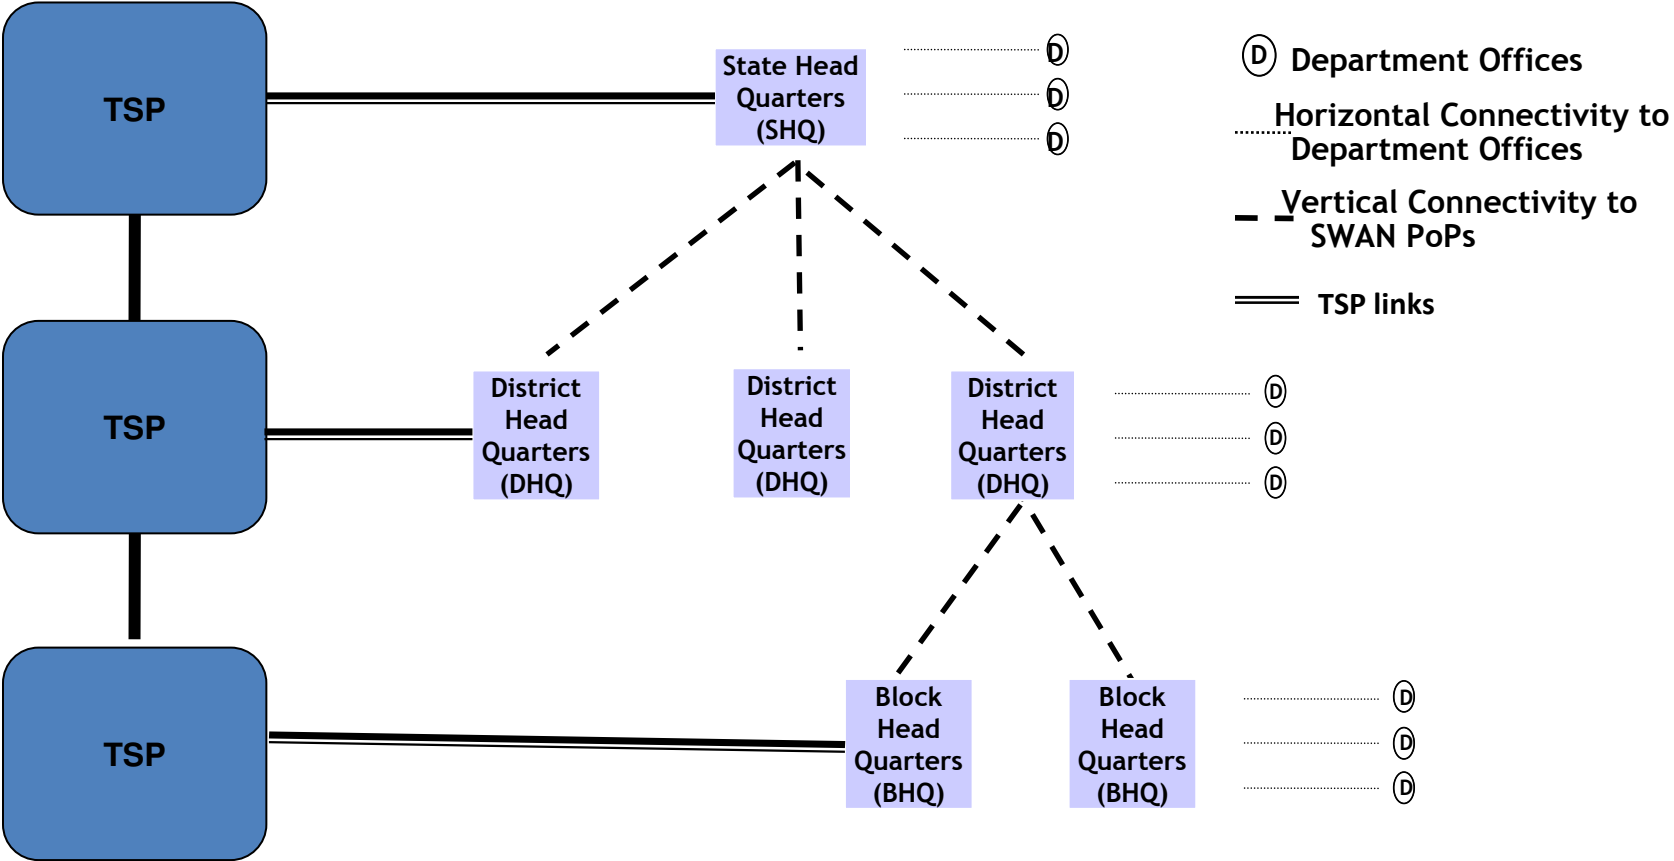 TSP
State Head
Quarters
(SHQ)
D
D
D
D Department Offices
Horizontal Connectivity to
Department Offices
Vertical Connectivity to
SWAN PoPs
TSP links
TSP
District
Head
Quarters
(DHQ)
District
Head
Quarters
(DHQ)
District
Head
Quarters
(DHQ)
D
D
D
TSP
Block
Head
Quarters
(BHQ)
Block
Head
Quarters
(BHQ)
D
D
D